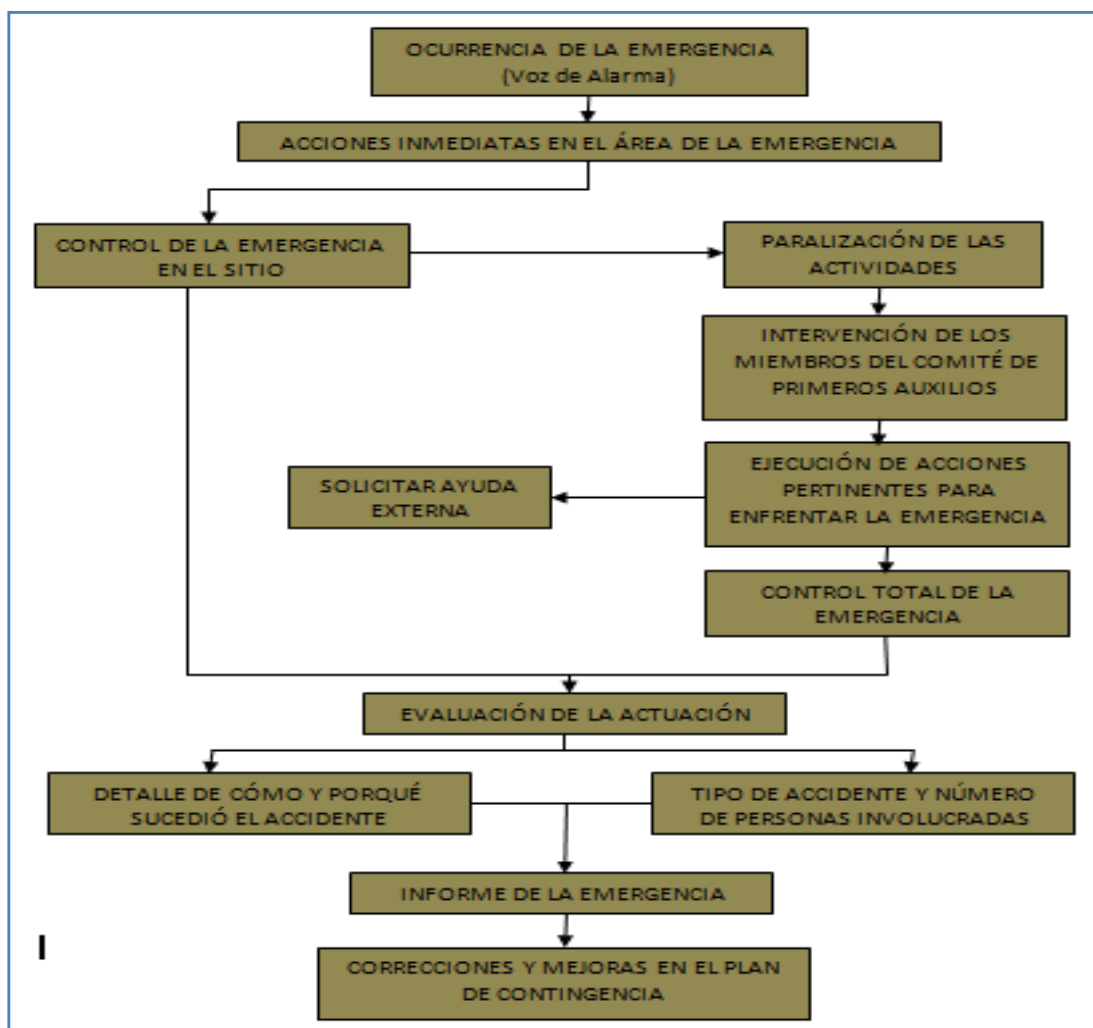 OCURRENCIA DE LA EMERGENCIA
(Voz de Alarma)
ACCIONES INMEDIATAS EN EL ÁREA DE LA EMERGENCIA
CONTROL DE LA EMERGENCIA
EN EL SITIO
PARALIZACIÓN DE LAS
ACTIVIDADES
INTERVENCIÓN DE LOS
MIEMBROS DEL COMITÉ DE
PRIMEROS AUXILIOS
EJECUCIÓN DE ACCIONES
PERTINENTES PARA
ENFRENTAR LA EMERGENCIA
SOLICITAR AYUDA
EXTERNA
CONTROL TOTAL DE LA
EMERGENCIA
EVALUACIÓN DE LA ACTUACIÓN
DETALLE DE CÓMO Y PORQUÉ
SUCEDIÓ EL ACCIDENTE
TIPO DE ACCIDENTE Y NÚMERO
DE PERSONAS INVOLUCRADAS
INFORME DE LA EMERGENCIA
I
CORRECCIONES Y MEJORAS EN EL PLAN
DE CONTINGENCIA